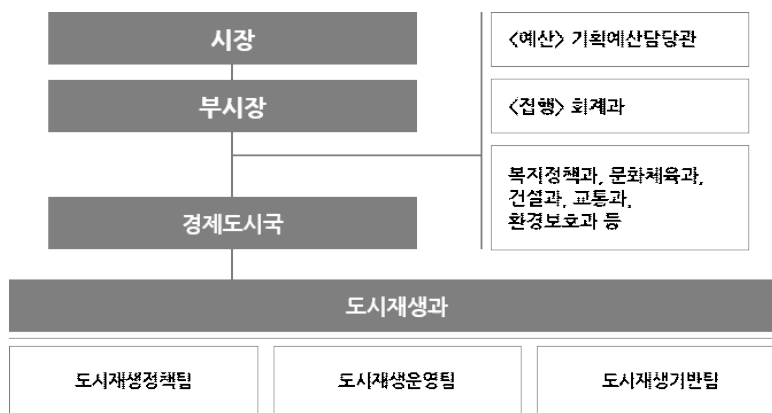 시장
<예산> 기획예산담당관
부시장
<집행> 회계과
복지정책과, 문화체육과,
건설과, 교통과,
환경보호과 등
경제도시국
도시재생과
도시재생정책팀
도시재생운영팀
도시재생기반팀